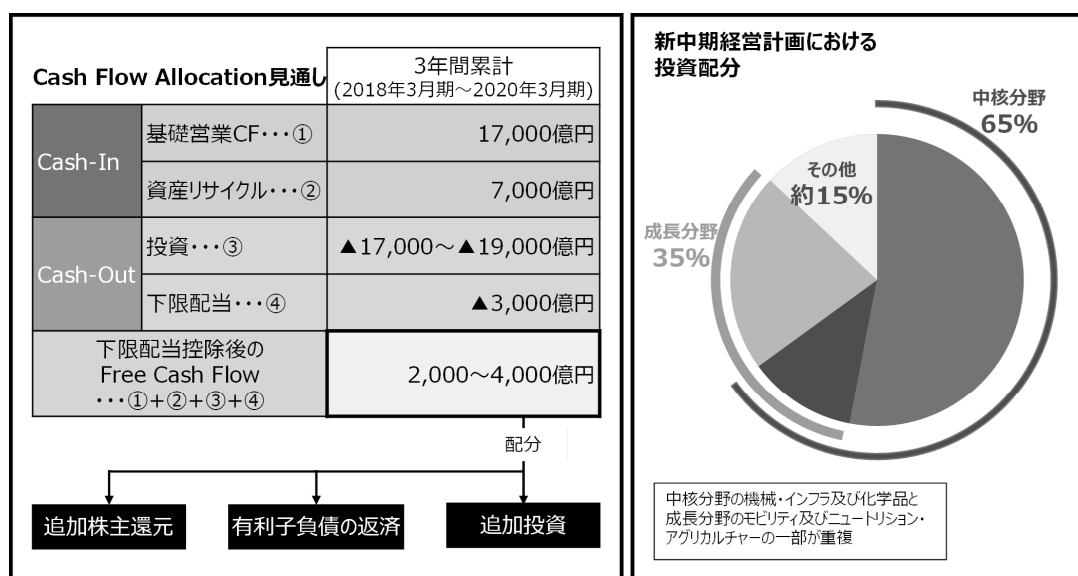 Cash Flow Allocation見通し
3年間累計
(2018年3月期～2020年3月期)
Cash-In
基礎営業CF･･･①
17,000億円
資産リサイクル･･･②
7,000億円
Cash-Out
投資･･･③
▲17,000～▲19,000億円
下限配当･･･④
▲3,000億円
下限配当控除後の
Free Cash Flow
･･･①+②+③+④
2,000～4,000億円
配分
追加株主還元
有利子負債の返済
追加投資
新中期経営計画における
投資配分
中核分野
65%
その他
約15%
成長分野
35%
中核分野の機械･インフラ及び化学品と
成長分野のモビリティ及びニュートリション･
アグリカルチャーの一部が重複